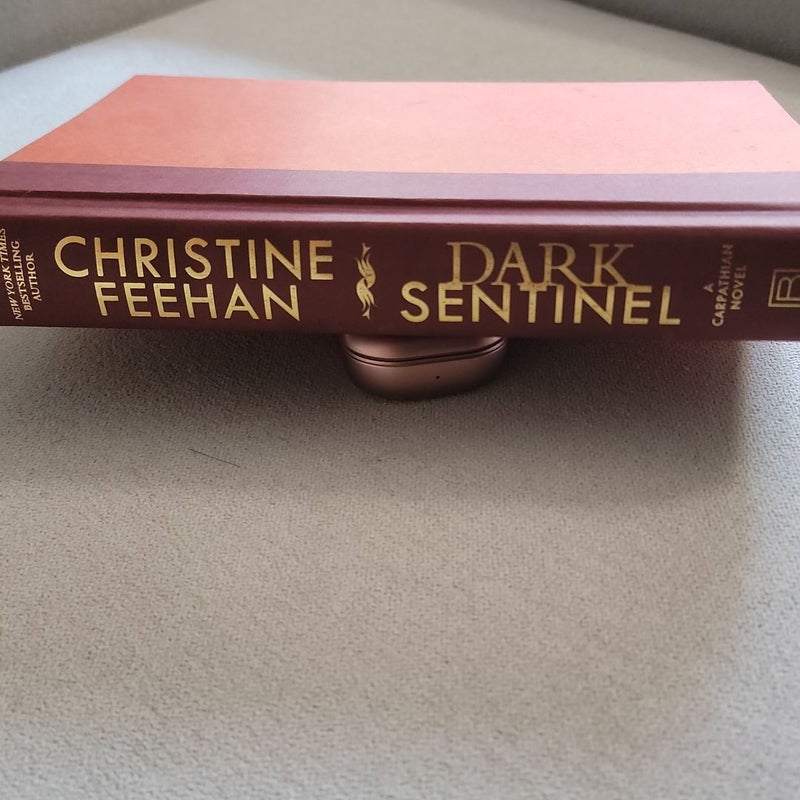 NEW YORK TIMES
BESTSELLING
AUTHOR
CHRISTINE
FEEHAN
DARK
SENTINEL
A
CARPATHIAN
NOVEL
B